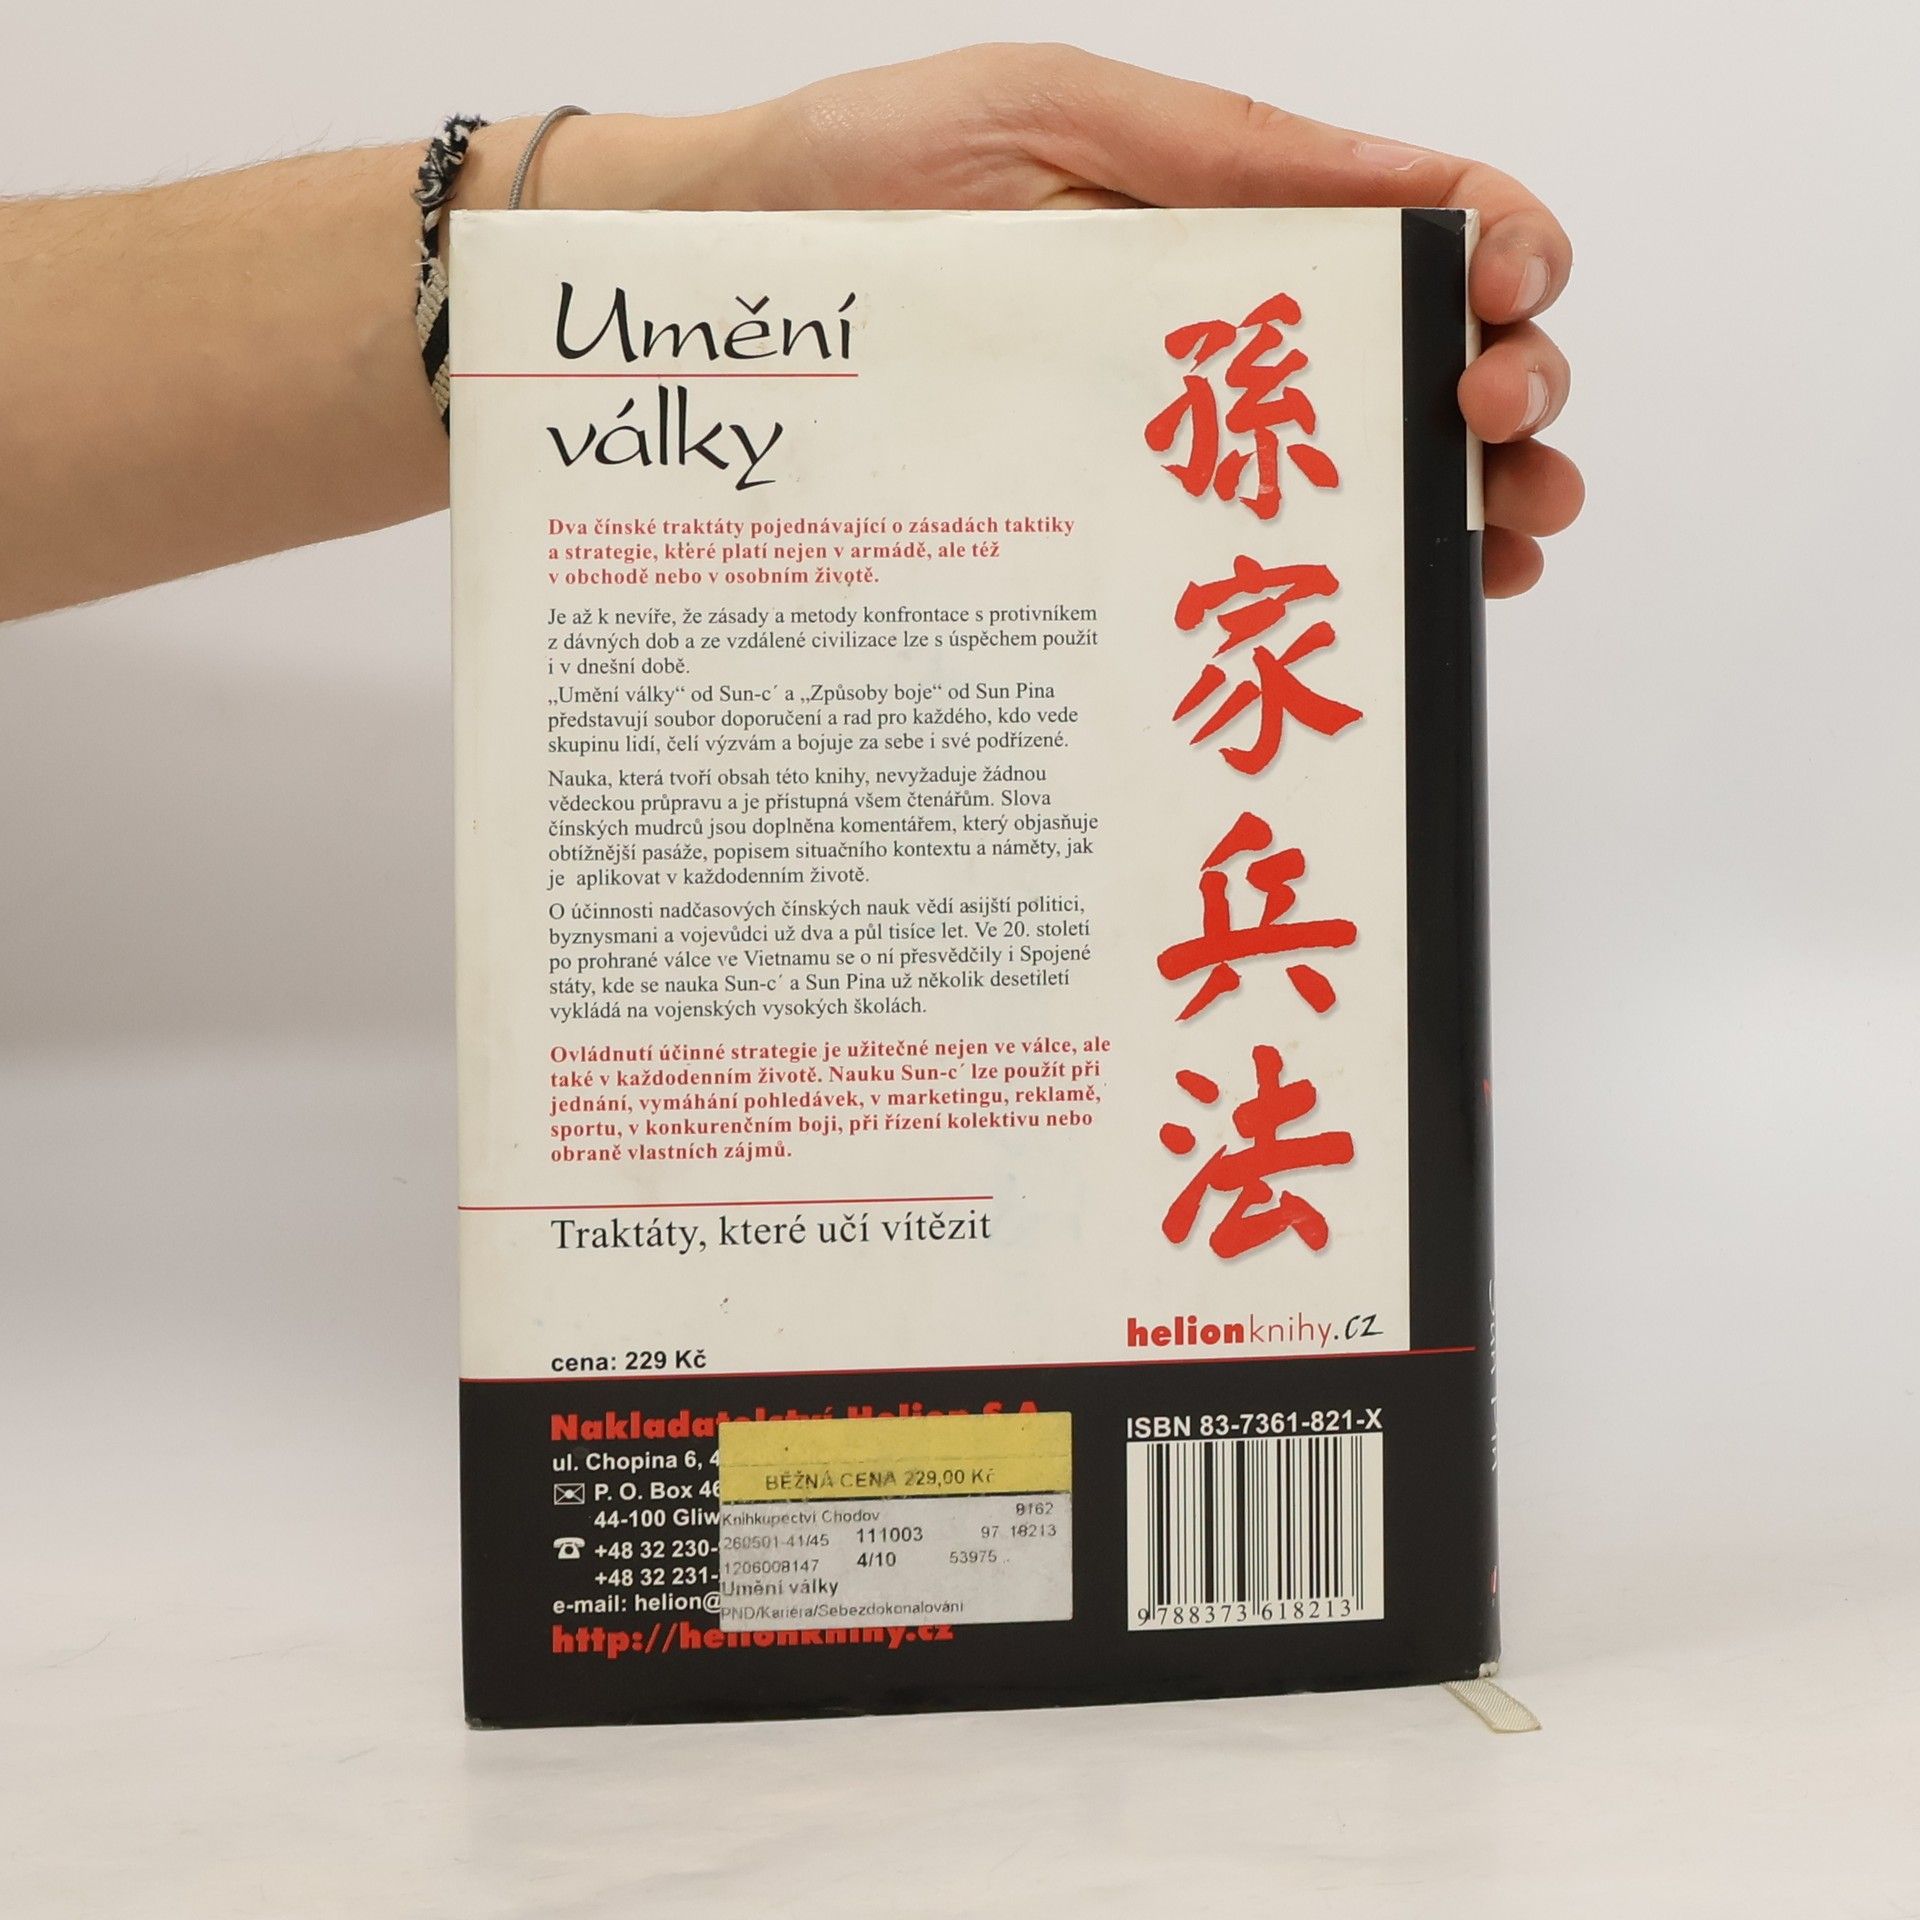 Umění
války
Dva čínské traktáty pojednávající o zásadách taktiky
a strategie, které platí nejen v armádě, ale též
v obchodě nebo v osobním životě.
Je až k nevíře, že zásady a metody konfrontace s protivníkem
z dávných dob a ze vzdálené civilizace lze s úspěchem použít
i v dnešní době.
„Umění války“ od Sun-c´ a „Způsoby boje“ od Sun Pina
představují soubor doporučení a rad pro každého, kdo vede
skupinu lidí, čelí výzvám a bojuje za sebe i své podřízené.
Nauka, která tvoří obsah této knihy, nevyžaduje žádnou
vědeckou průpravu a je přístupná všem čtenářům. Slova
čínských mudrců jsou doplněna komentářem, který objasňuje
obtížnější pasáže, popisem situačního kontextu a náměty, jak
je aplikovat v každodenním životě.
O účinnosti nadčasových čínských nauk vědí asijští politici,
byznysmani a vojevůdci už dva a půl tisíce let. Ve 20. století
po prohrané válce ve Vietnamu se o ní přesvědčily i Spojené
státy, kde se nauka Sun-c´ a Sun Pina už několik desetiletí
vykládá na vojenských vysokých školách.
Ovládnutí účinné strategie je užitečné nejen ve válce, ale
také v každodenním životě. Nauku Sun-c´ lze použít při
jednání, vymáhání pohledávek, v marketingu, reklamě,
sportu, v konkurenčním boji, při řízení kolektivu nebo
obraně vlastních zájmů.
Traktáty, které učí vítězit
孫家兵法
helionknihy.cz
cena: 229 Kč
Nakladatelství Helion S.A.
ul. Chopina 6, 4
P. O. Box 46
44-100 Gliw
+48 32 230-
+48 32 231-
e-mail: helion@
http://helionknihy.cz
BĚŽNÁ CENA 229,00 Kč
Knihkupectví Chodov 8162
260501-41/45 111003 97 18213
1206008147 4/10 53975
Umění války
PND/Kariéra/Sebezdokonalování
ISBN 83-7361-821-X
9788373618213